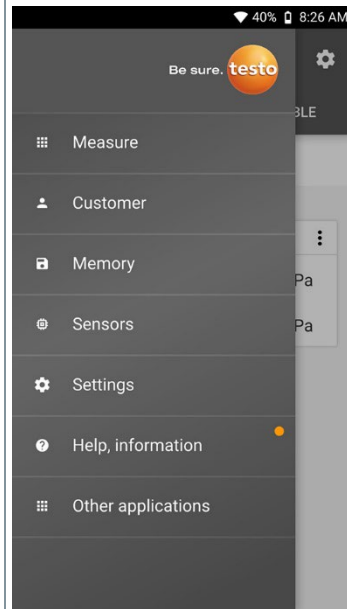 40% 8:26 AM
Be sure. testo
BLE
Measure
Customer
Memory
Pa
Sensors
Pa
Settings
Help, information
Other applications